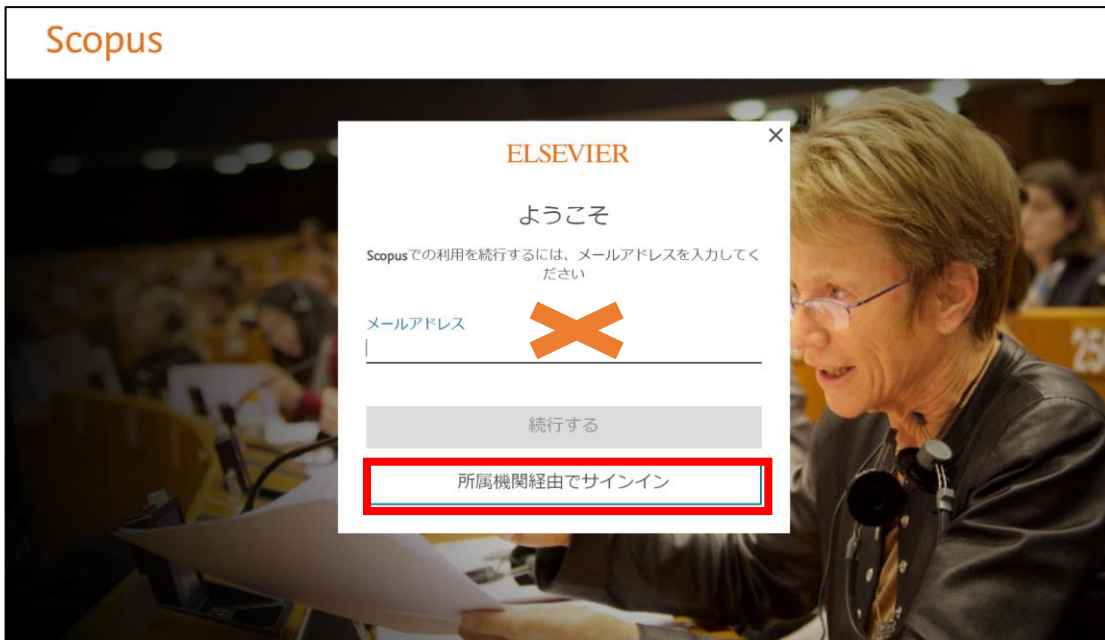 Scopus
ELSEVIER
ようこそ
Scopusでの利用を続行するには、メールアドレスを入力してく
ださい
メールアドレス
続行する
所属機関経由でサインイン